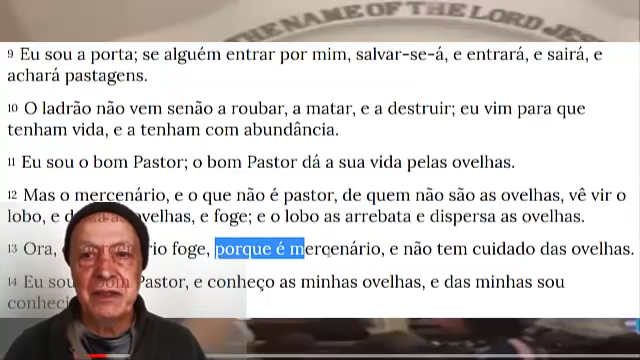 THE NAME OF THE LORD JES
9 Eu sou a porta; se alguém entrar por mim, salvar-se-á, e entrará, e sairá, e
achará pastagens.
10 O ladrão não vem senão a roubar, a matar, e a destruir; eu vim para que
tenham vida, e a tenham com abundância.
11 Eu sou o bom Pastor; o bom Pastor dá a sua vida pelas ovelhas.
12 Mas o mercenário, e o que não é pastor, de quem não são as ovelhas, vê vir o
lobo, e as ovelhas, e foge; e o lobo as arrebata e dispersa as ovelhas.
13 Ora, foge, porque é mercenário, e não tem cuidado das ovelhas.
14 Eu sou o bom Pastor, e conheço as minhas ovelhas, e das minhas sou